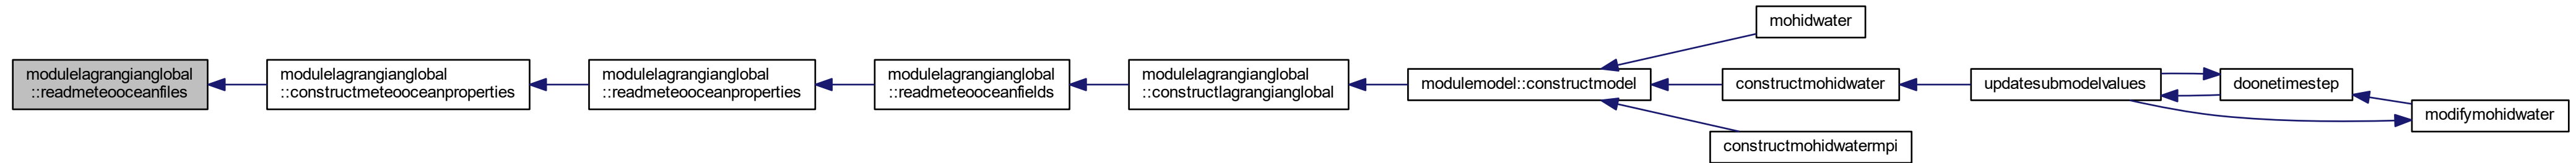 modulelagrangianglobal
::readmeteooceanfiles
modulelagrangianglobal
::constructmeteooceanproperties
modulelagrangianglobal
::readmeteooceanproperties
modulelagrangianglobal
::readmeteooceanfields
modulelagrangianglobal
::constructlagrangianglobal
modulemodel::constructmodel
mohidwater
constructmohidwater
constructmohidwatermpi
updatesubmodelvalues
doonetimestep
modifymohidwater